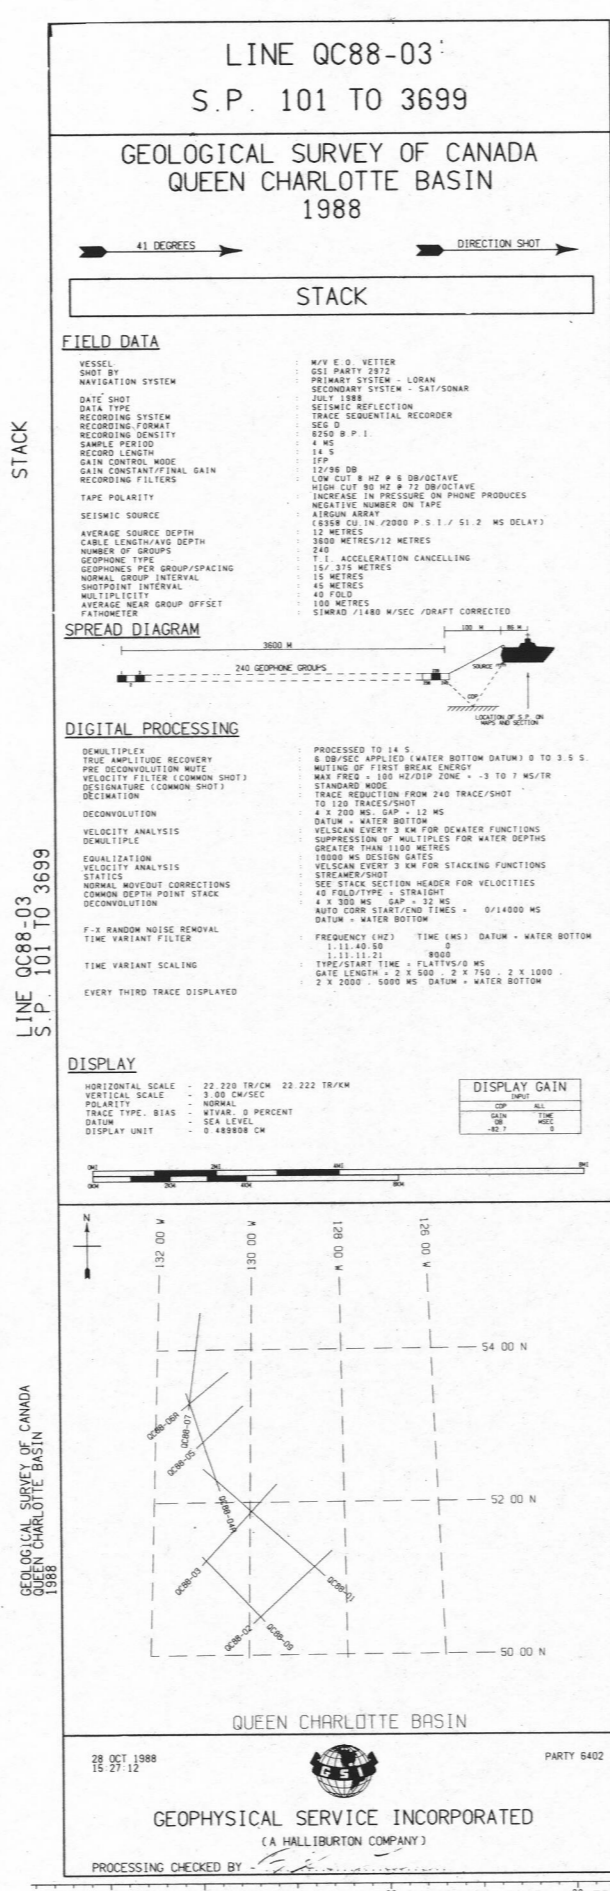 LINE QC88-03
S.P. 101 TO 3699
GEOLOGICAL SURVEY OF CANADA
QUEEN CHARLOTTE BASIN
1988
41 DEGREES
DIRECTION SHOT
STACK
FIELD DATA
VESSEL : M/V E.O. VETTER
SHOT BY : GSI PARTY 2972
NAVIGATION SYSTEM : PRIMARY SYSTEM - LORAN
SECONDARY SYSTEM - SAT/SONAR
DATE SHOT : JULY 1988
DATA TYPE : SEISMIC REFLECTION
RECORDING SYSTEM : TRACE SEQUENTIAL RECORDER
RECORDING FORMAT : SEG D
RECORDING DENSITY : 6250 B.P.I.
SAMPLE PERIOD : 4 MS
RECORD LENGTH : 14 S
GAIN CONTROL MODE : IFP
GAIN CONSTANT/FINAL GAIN : 12/96 DB
RECORDING FILTERS : LOW CUT 8 HZ @ 6 DB/OCTAVE
HIGH CUT 90 HZ @ 72 DB/OCTAVE
TAPE POLARITY : INCREASE IN PRESSURE ON PHONE PRODUCES
NEGATIVE NUMBER ON TAPE
SEISMIC SOURCE : AIRGUN ARRAY
(6358 CU.IN./2000 P.S.I./ 51.2 MS DELAY)
AVERAGE SOURCE DEPTH : 12 METRES
CABLE LENGTH/AVG DEPTH : 3600 METRES/12 METRES
NUMBER OF GROUPS : 240
GEOPHONE TYPE : T.I. ACCELERATION CANCELLING
GEOPHONES PER GROUP/SPACING : 15/.375 METRES
NORMAL GROUP INTERVAL : 15 METRES
SHOTPOINT INTERVAL : 45 METRES
MULTIPLICITY : 40 FOLD
AVERAGE NEAR GROUP OFFSET : 100 METRES
FATHOMETER : SIMRAD /1480 M/SEC /DRAFT CORRECTED
SPREAD DIAGRAM
3600 M
100 M
86 M
240 GEOPHONE GROUPS
SOURCE
CDP
LOCATION OF S.P. ON
MAPS AND SECTION
DIGITAL PROCESSING
DEMULTIPLEX : PROCESSED TO 14 S
TRUE AMPLITUDE RECOVERY : 6 DB/SEC APPLIED (WATER BOTTOM DATUM) 0 TO 3.5 S
PRE DECONVOLUTION MUTE : MUTING OF FIRST BREAK ENERGY
VELOCITY FILTER (COMMON SHOT) : MAX FREQ = 100 HZ/DIP ZONE = -3 TO 7 MS/TR
DESIGNATURE (COMMON SHOT) : STANDARD MODE
DECIMATION : TRACE REDUCTION FROM 240 TRACE/SHOT
TO 120 TRACES/SHOT
DECONVOLUTION : 4 X 200 MS. GAP = 12 MS
DATUM = WATER BOTTOM
VELOCITY ANALYSIS : VELSCAN EVERY 3 KM FOR DEWATER FUNCTIONS
DEMULTIPLE : SUPPRESSION OF MULTIPLES FOR WATER DEPTHS
GREATER THAN 1100 METRES
EQUALIZATION : 10000 MS DESIGN GATES
VELOCITY ANALYSIS : VELSCAN EVERY 3 KM FOR STACKING FUNCTIONS
STATICS : STREAMER/SHOT
NORMAL MOVEOUT CORRECTIONS : SEE STACK SECTION HEADER FOR VELOCITIES
COMMON DEPTH POINT STACK : 40 FOLD/TYPE = STRAIGHT
DECONVOLUTION : 4 X 300 MS GAP = 32 MS
AUTO CORR START/END TIMES = 0/14000 MS
DATUM = WATER BOTTOM
F-X RANDOM NOISE REMOVAL
TIME VARIANT FILTER : FREQUENCY (HZ) TIME (MS) DATUM = WATER BOTTOM
1.11.40.50 0
1.11.11.21 8000
TIME VARIANT SCALING : TYPE/START TIME = FLATTVS/0 MS
GATE LENGTH = 2 X 500 . 2 X 750 . 2 X 1000 .
2 X 2000 . 5000 MS DATUM = WATER BOTTOM
EVERY THIRD TRACE DISPLAYED
DISPLAY
HORIZONTAL SCALE - 22.220 TR/CM 22.222 TR/KM
VERTICAL SCALE - 3.00 CM/SEC
POLARITY - NORMAL
TRACE TYPE. BIAS - WTVAR. 0 PERCENT
DATUM - SEA LEVEL
DISPLAY UNIT - 0.489808 CM
DISPLAY GAIN
INPUT
CDP ALL
GAIN TIME
DB MSEC
-82.7 0
0MI 2MI 4MI 8MI
0KM 2KM 4KM 8KM
N
132 00 W
130 00 W
128 00 W
126 00 W
54 00 N
52 00 N
50 00 N
QC88-06A
QC88-07
QC88-05
QC88-04A
QC88-03
QC88-01
QC88-02
QC88-09
QUEEN CHARLOTTE BASIN
28 OCT 1988
15:27:12
GSI
PARTY 6402
GEOPHYSICAL SERVICE INCORPORATED
(A HALLIBURTON COMPANY)
PROCESSING CHECKED BY -
STACK
LINE QC88-03
S.P. 101 TO 3699
GEOLOGICAL SURVEY OF CANADA
QUEEN CHARLOTTE BASIN
1988